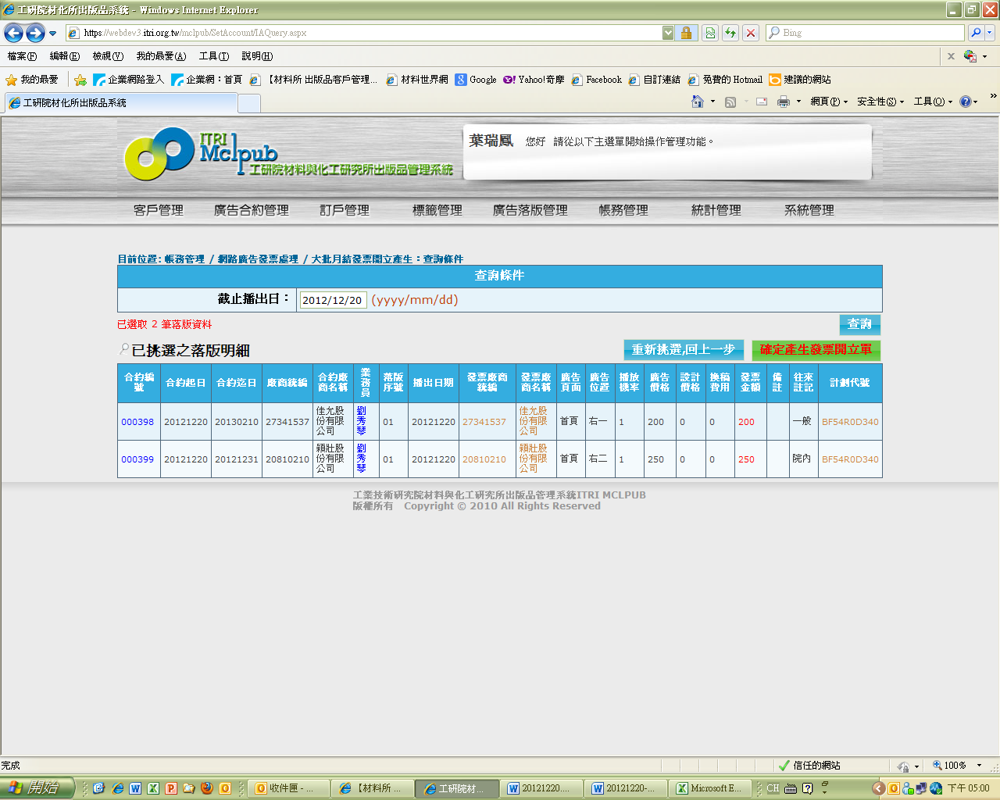 工研院材化所出版品系統 - Windows Internet Explorer
https://webdev3.itri.org.tw/mclpub/SetAccount/IAQuery.aspx
Bing
檔案(F) 編輯(E) 檢視(V) 我的最愛(A) 工具(T) 說明(H)
我的最愛 企業網路登入 企業網：首頁 【材料所 出版品客戶管理... 材料世界網 Google Yahoo!奇摩 Facebook 自訂連結 免費的 Hotmail 建議的網站
工研院材化所出版品系統
網頁(P) 安全性(S) 工具(O) »
ITRI
Mclpub
工研院材料與化工研究所出版品管理系統
葉瑞鳳 您好 請從以下主選單開始操作管理功能。
客戶管理 廣告合約管理 訂戶管理 標籤管理 廣告落版管理 帳務管理 統計管理 系統管理
目前位置: 帳務管理 / 網路廣告發票處理 / 大批月結發票開立產生：查詢條件
查詢條件
截止播出日： 2012/12/20 (yyyy/mm/dd)
已選取 2 筆落版資料
查詢
已挑選之落版明細
重新挑選,回上一步 確定產生發票開立單
合約編號 合約起日 合約迄日 廠商統編 合約廠商名稱 業務員 落版序號 播出日期 發票廠商統編 發票廠商名稱 廣告頁面 廣告位置 播放機率 廣告價格 設計價格 換稿費用 發票金額 備註 往來註記 計劃代號
000398 20121220 20130210 27341537 佳允股份有限公司 劉秀琴 01 20121220 27341537 佳允股份有限公司 首頁 右一 1 200 0 0 200 一般 BF54R0D340
000399 20121220 20121231 20810210 穎壯股份有限公司 劉秀琴 01 20121220 20810210 穎壯股份有限公司 首頁 右二 1 250 0 0 250 院內 BF54R0D340
工業技術研究院材料與化工研究所出版品管理系統ITRI MCLPUB
版權所有 Copyright © 2010 All Rights Reserved
完成
信任的網站
100%
開始 收件匣 - ... 【材料所 ... 工研院材... 20121220.... 20121220-... Microsoft E... CH 下午 05:00